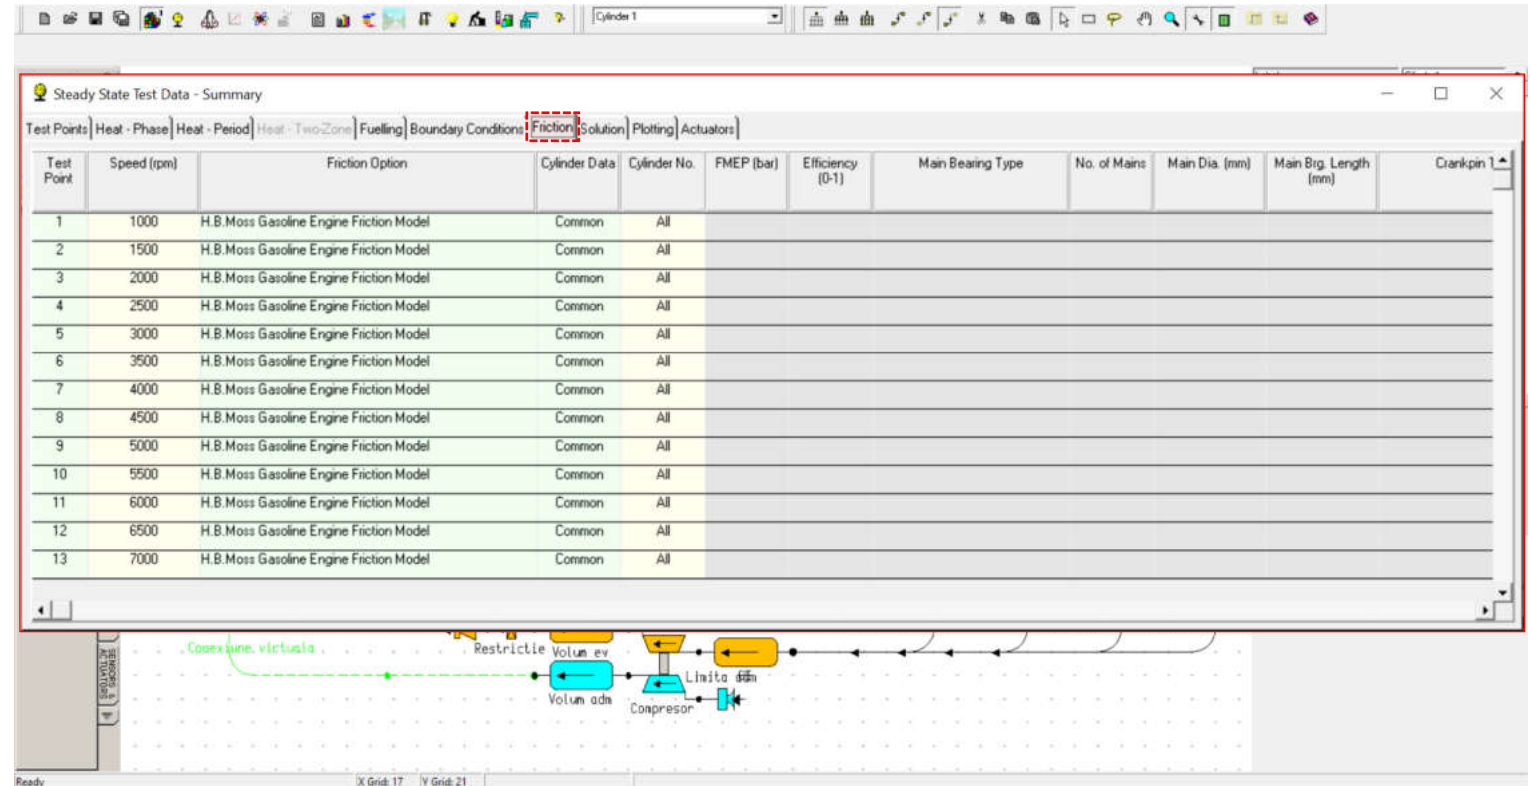 Cylinder 1
Steady State Test Data - Summary
Test Points Heat - Phase Heat - Period Heat - Two-Zone Fuelling Boundary Conditions Friction Solution Plotting Actuators
Test Point Speed (rpm) Friction Option Cylinder Data Cylinder No. FMEP (bar) Efficiency (0-1) Main Bearing Type No. of Mains Main Dia. (mm) Main Brg. Length (mm) Crankpin
1 1000 H.B.Moss Gasoline Engine Friction Model Common All
2 1500 H.B.Moss Gasoline Engine Friction Model Common All
3 2000 H.B.Moss Gasoline Engine Friction Model Common All
4 2500 H.B.Moss Gasoline Engine Friction Model Common All
5 3000 H.B.Moss Gasoline Engine Friction Model Common All
6 3500 H.B.Moss Gasoline Engine Friction Model Common All
7 4000 H.B.Moss Gasoline Engine Friction Model Common All
8 4500 H.B.Moss Gasoline Engine Friction Model Common All
9 5000 H.B.Moss Gasoline Engine Friction Model Common All
10 5500 H.B.Moss Gasoline Engine Friction Model Common All
11 6000 H.B.Moss Gasoline Engine Friction Model Common All
12 6500 H.B.Moss Gasoline Engine Friction Model Common All
13 7000 H.B.Moss Gasoline Engine Friction Model Common All
Conexiune virtuala
Restrictie
Volum ev
Limita
Volum adm
Compresor
SENSORS & ACTUATORS
Ready X Grid: 17 Y Grid: 21